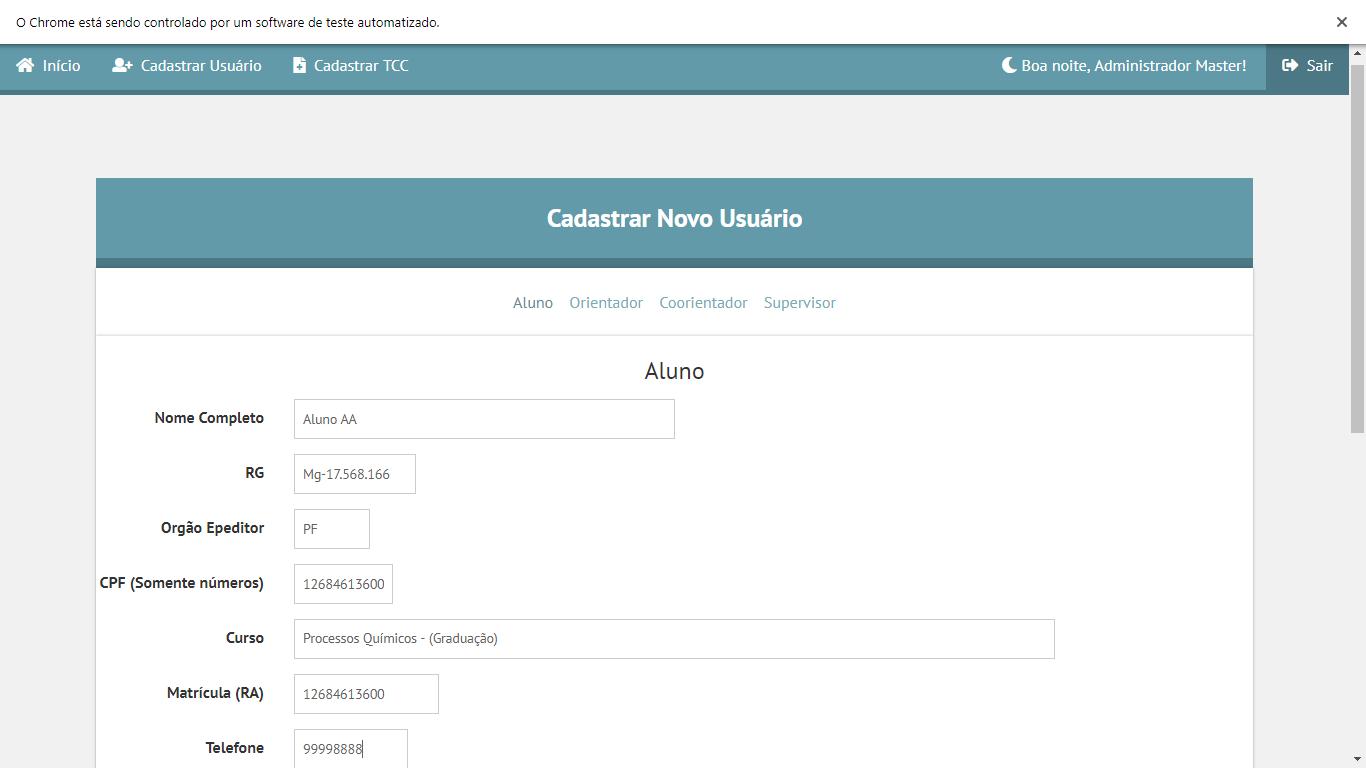 O Chrome está sendo controlado por um software de teste automatizado.
Início Cadastrar Usuário Cadastrar TCC Boa noite, Administrador Master! Sair
Cadastrar Novo Usuário
Aluno Orientador Coorientador Supervisor
Aluno
Nome Completo Aluno AA
RG Mg-17.568.166
Orgão Epeditor PF
CPF (Somente números) 12684613600
Curso Processos Químicos - (Graduação)
Matrícula (RA) 12684613600
Telefone 99998888